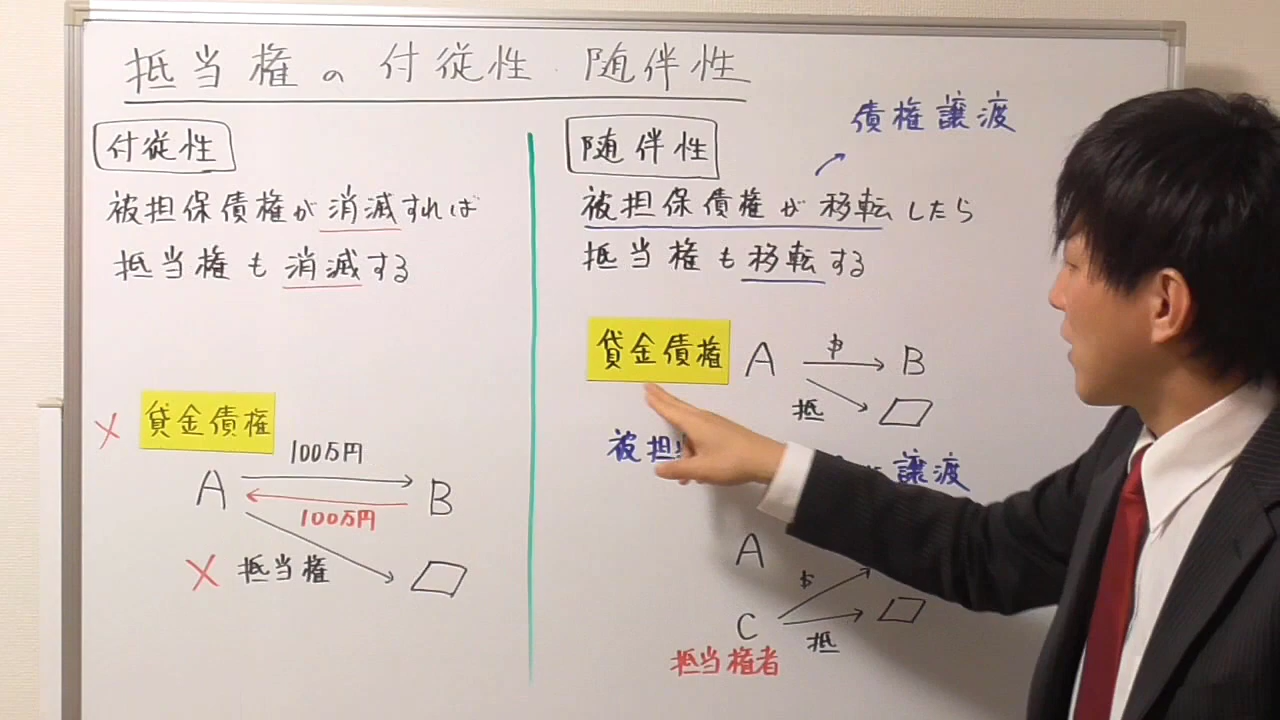 抵当権の付従性・随伴性
付従性
被担保債権が消滅すれば
抵当権も消滅する
× 貸金債権
100万円
A B
100万円
× 抵当権
随伴性
債権譲渡
被担保債権が移転したら
抵当権も移転する
貸金債権 A $ B
抵
被担
譲渡
A
$
C 抵
抵当権者